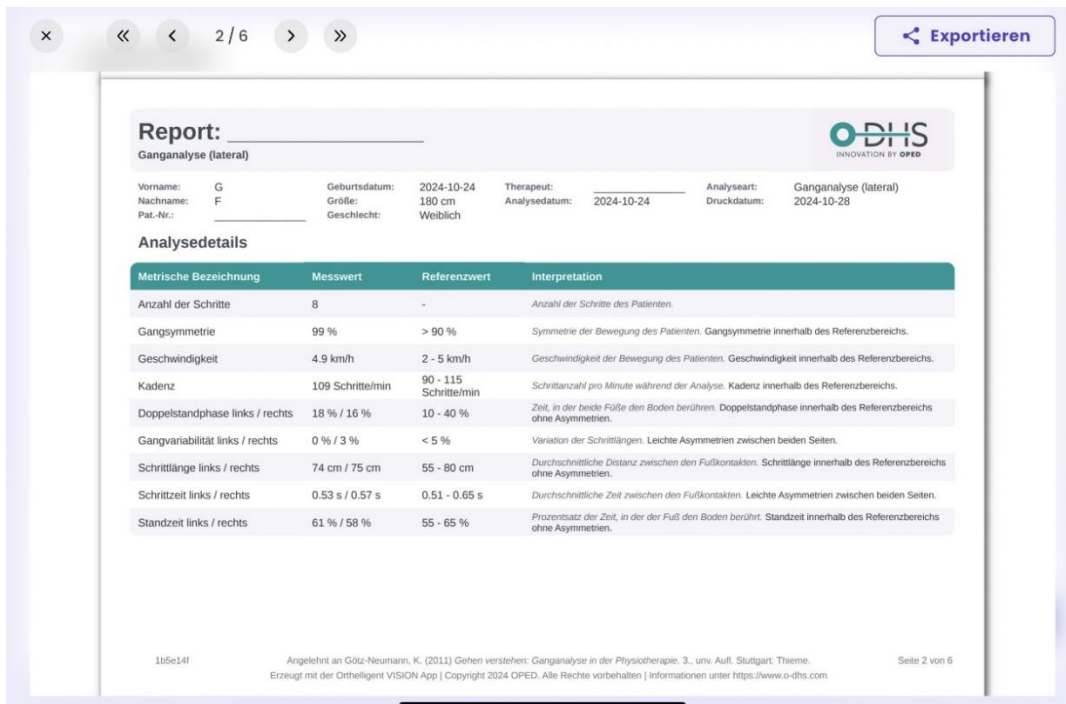 2 / 6
Exportieren
Report: ____________________
Ganganalyse (lateral)
O-DHS
INNOVATION BY OPED
Vorname: G Geburtsdatum: 2024-10-24 Therapeut: ____________ Analyseart: Ganganalyse (lateral)
Nachname: F Größe: 180 cm Analysedatum: 2024-10-24 Druckdatum: 2024-10-28
Pat.-Nr.: ____________ Geschlecht: Weiblich
Analysedetails
Metrische Bezeichnung Messwert Referenzwert Interpretation
Anzahl der Schritte 8 - Anzahl der Schritte des Patienten.
Gangsymmetrie 99 % > 90 % Symmetrie der Bewegung des Patienten. Gangsymmetrie innerhalb des Referenzbereichs.
Geschwindigkeit 4.9 km/h 2 - 5 km/h Geschwindigkeit der Bewegung des Patienten. Geschwindigkeit innerhalb des Referenzbereichs.
Kadenz 109 Schritte/min 90 - 115 Schritte/min Schrittanzahl pro Minute während der Analyse. Kadenz innerhalb des Referenzbereichs.
Doppelstandphase links / rechts 18 % / 16 % 10 - 40 % Zeit, in der beide Füße den Boden berühren. Doppelstandphase innerhalb des Referenzbereichs
ohne Asymmetrien.
Gangvariabilität links / rechts 0 % / 3 % < 5 % Variation der Schrittlängen. Leichte Asymmetrien zwischen beiden Seiten.
Schrittlänge links / rechts 74 cm / 75 cm 55 - 80 cm Durchschnittliche Distanz zwischen den Fußkontakten. Schrittlänge innerhalb des Referenzbereichs
ohne Asymmetrien.
Schrittzeit links / rechts 0.53 s / 0.57 s 0.51 - 0.65 s Durchschnittliche Zeit zwischen den Fußkontakten. Leichte Asymmetrien zwischen beiden Seiten.
Standzeit links / rechts 61 % / 58 % 55 - 65 % Prozentsatz der Zeit, in der der Fuß den Boden berührt. Standzeit innerhalb des Referenzbereichs
ohne Asymmetrien.
1b5e14f Angelehnt an Götz-Neumann, K. (2011) Gehen verstehen: Ganganalyse in der Physiotherapie. 3., unv. Aufl. Stuttgart: Thieme. Seite 2 von 6
Erzeugt mit der Orthelligent VISION App | Copyright 2024 OPED. Alle Rechte vorbehalten | Informationen unter https://www.o-dhs.com